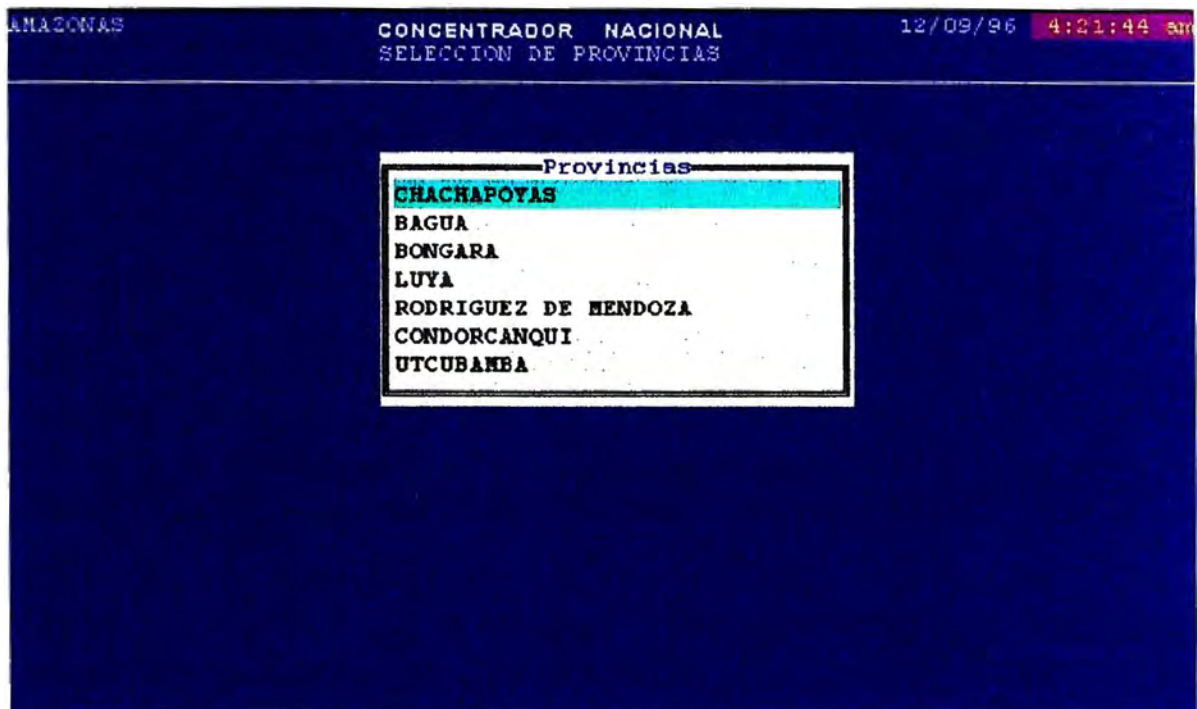 AMAZONAS CONCENTRADOR NACIONAL 12/09/96 4:21:44 am
SELECCION DE PROVINCIAS
Provincias
CHACHAPOYAS
BAGUA
BONGARA
LUYA
RODRIGUEZ DE MENDOZA
CONDORCANQUI
UTCUBAMBA